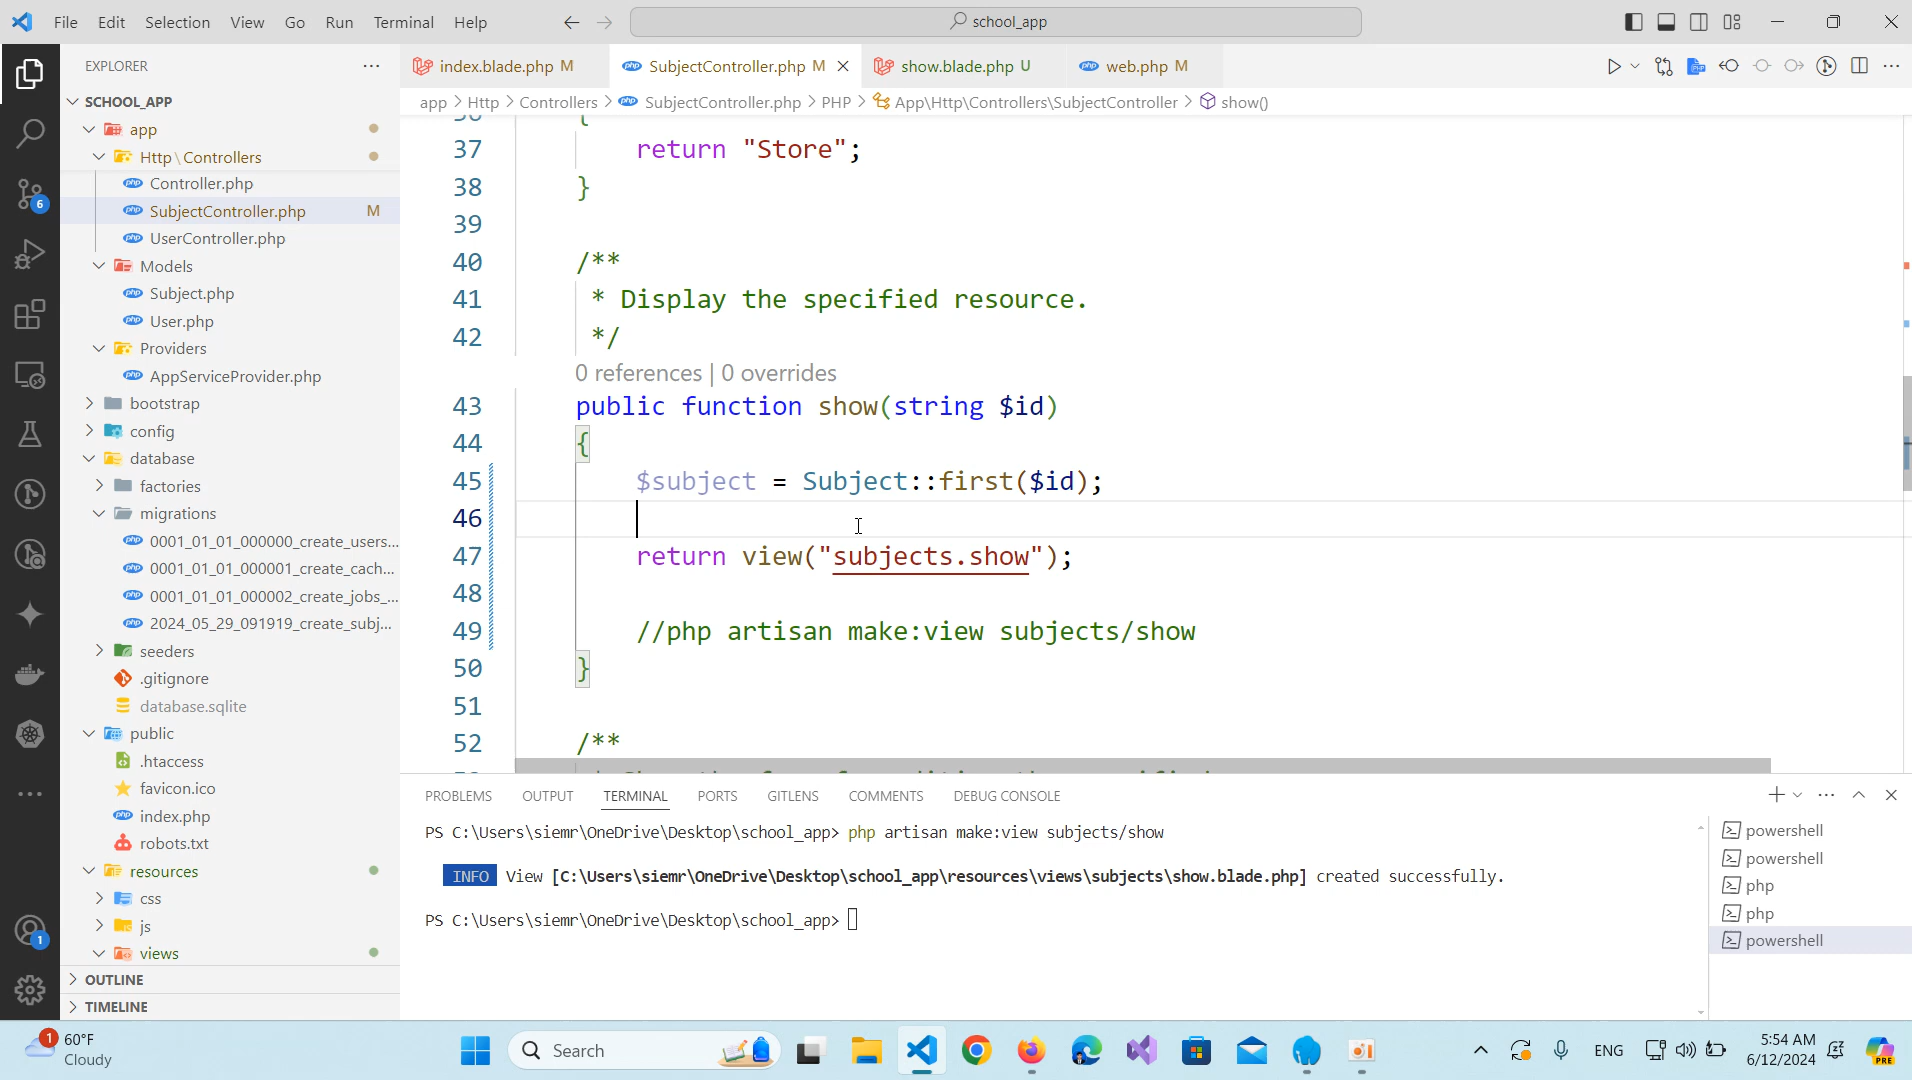 File Edit Selection View Go Run Terminal Help
school_app
EXPLORER
index.blade.php M
SubjectController.php M
show.blade.php U
web.php M
app > Http > Controllers > SubjectController.php > PHP > App\Http\Controllers\SubjectController > show()
SCHOOL_APP
app
Http\Controllers
Controller.php
SubjectController.php M
UserController.php
Models
Subject.php
User.php
Providers
AppServiceProvider.php
bootstrap
config
database
factories
migrations
0001_01_01_000000_create_users...
0001_01_01_000001_create_cach...
0001_01_01_000002_create_jobs_...
2024_05_29_091919_create_subj...
seeders
.gitignore
database.sqlite
public
.htaccess
favicon.ico
index.php
robots.txt
resources
css
js
views
OUTLINE
TIMELINE
36 {
37 return "Store";
38 }
39
40 /**
41 * Display the specified resource.
42 */
0 references | 0 overrides
43 public function show(string $id)
44 {
45 $subject = Subject::first($id);
46
47 return view("subjects.show");
48
49 //php artisan make:view subjects/show
50 }
51
52 /**
PROBLEMS OUTPUT TERMINAL PORTS GITLENS COMMENTS DEBUG CONSOLE
PS C:\Users\siemr\OneDrive\Desktop\school_app> php artisan make:view subjects/show
INFO View [C:\Users\siemr\OneDrive\Desktop\school_app\resources\views\subjects\show.blade.php] created successfully.
PS C:\Users\siemr\OneDrive\Desktop\school_app>
powershell
powershell
php
php
powershell
6
1
1
60°F
Cloudy
Search
ENG
5:54 AM
6/12/2024
PRE